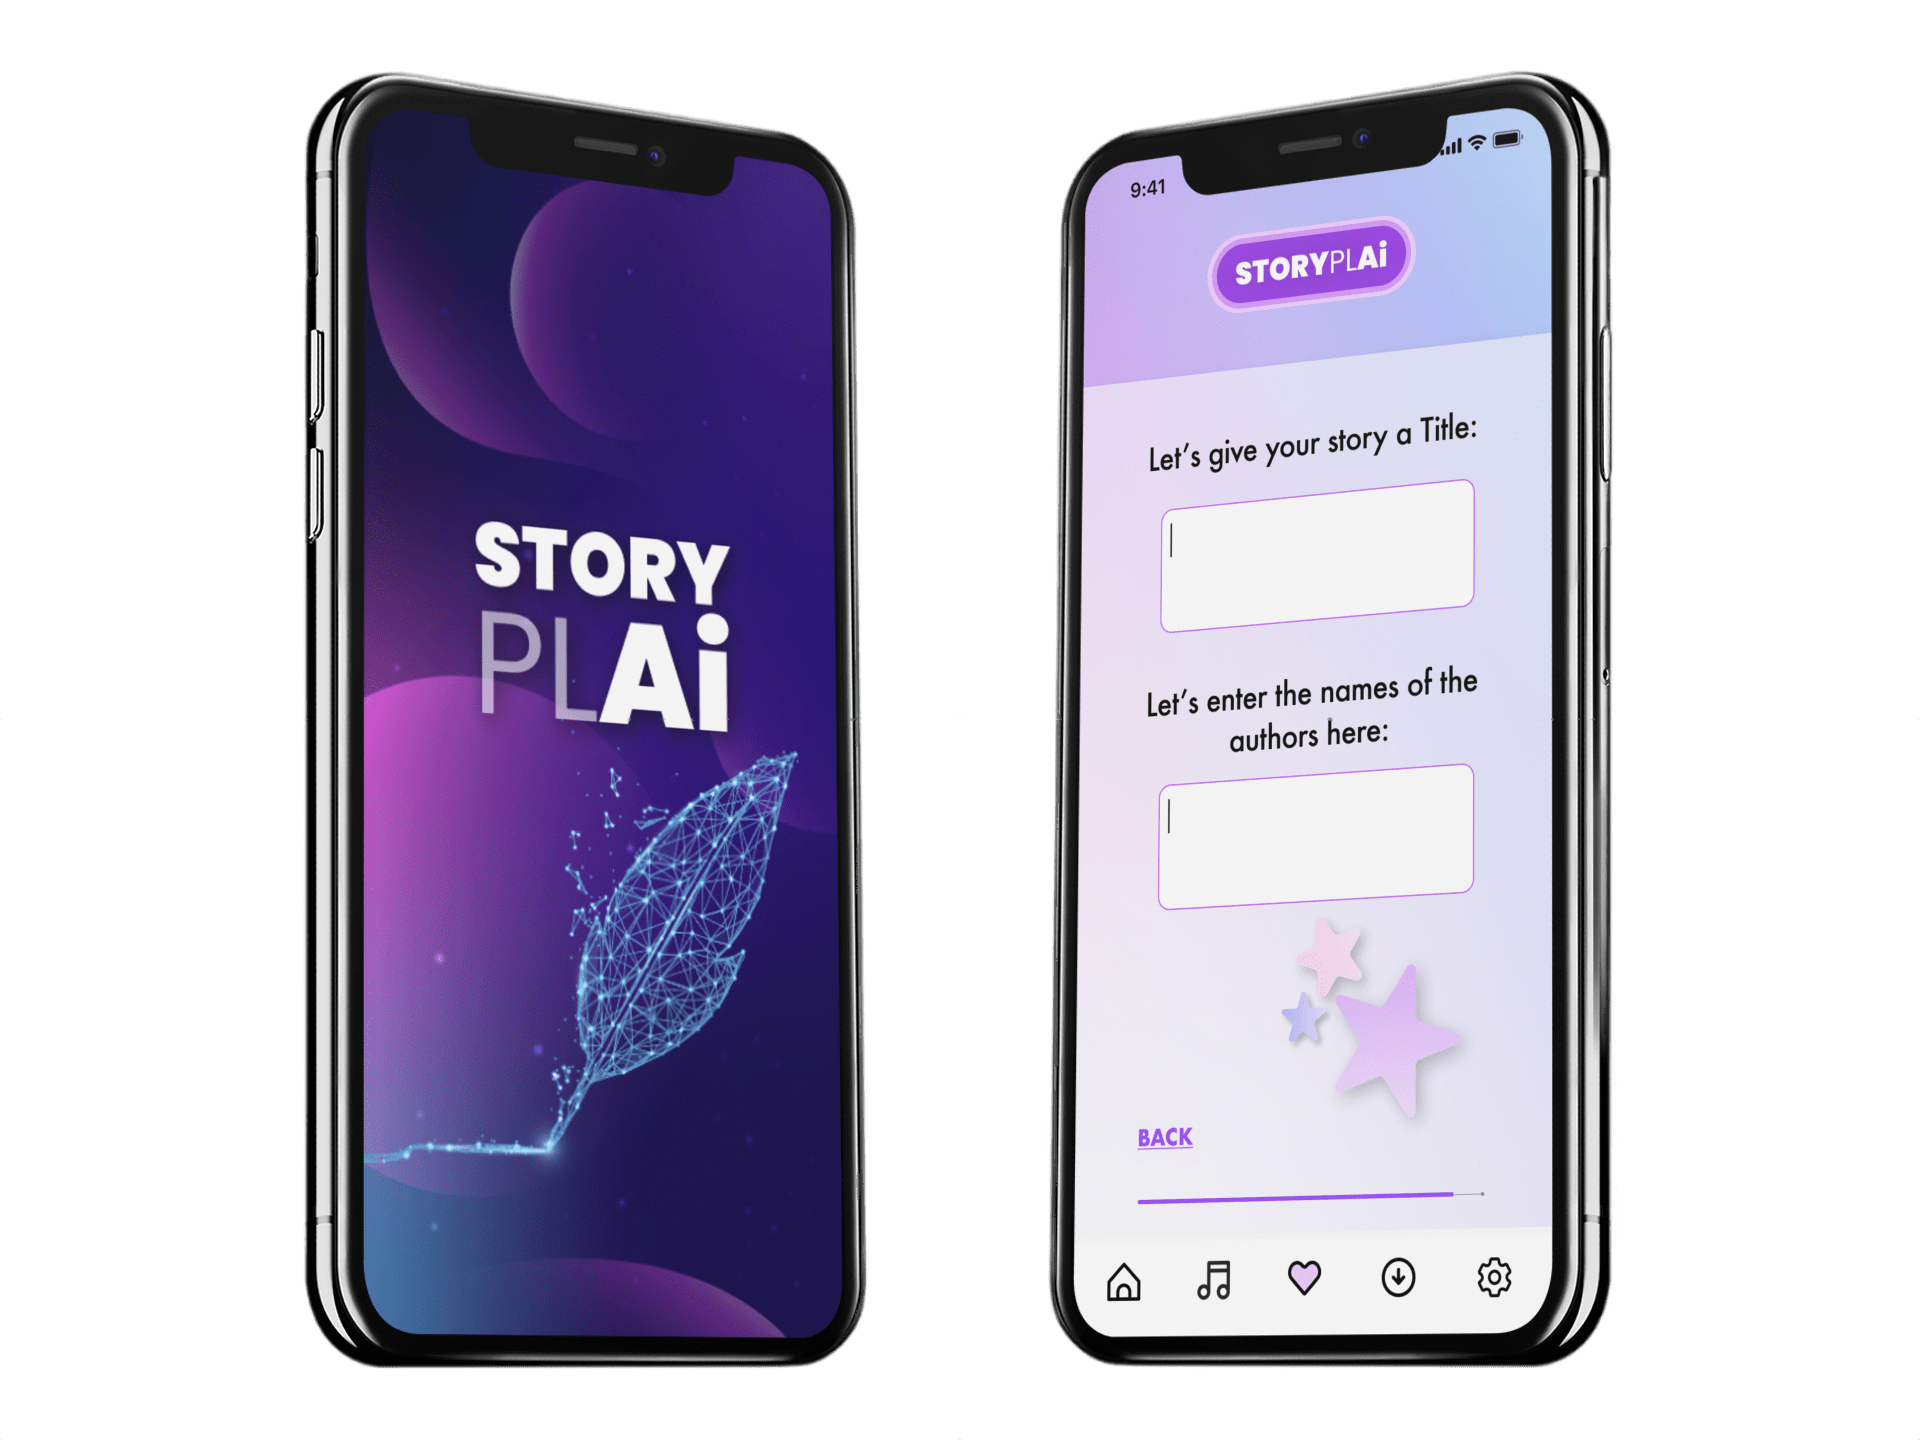 STORY
PLAi
9:41
STORYPLAi
Let's give your story a Title:
Let's enter the names of the
authors here:
BACK